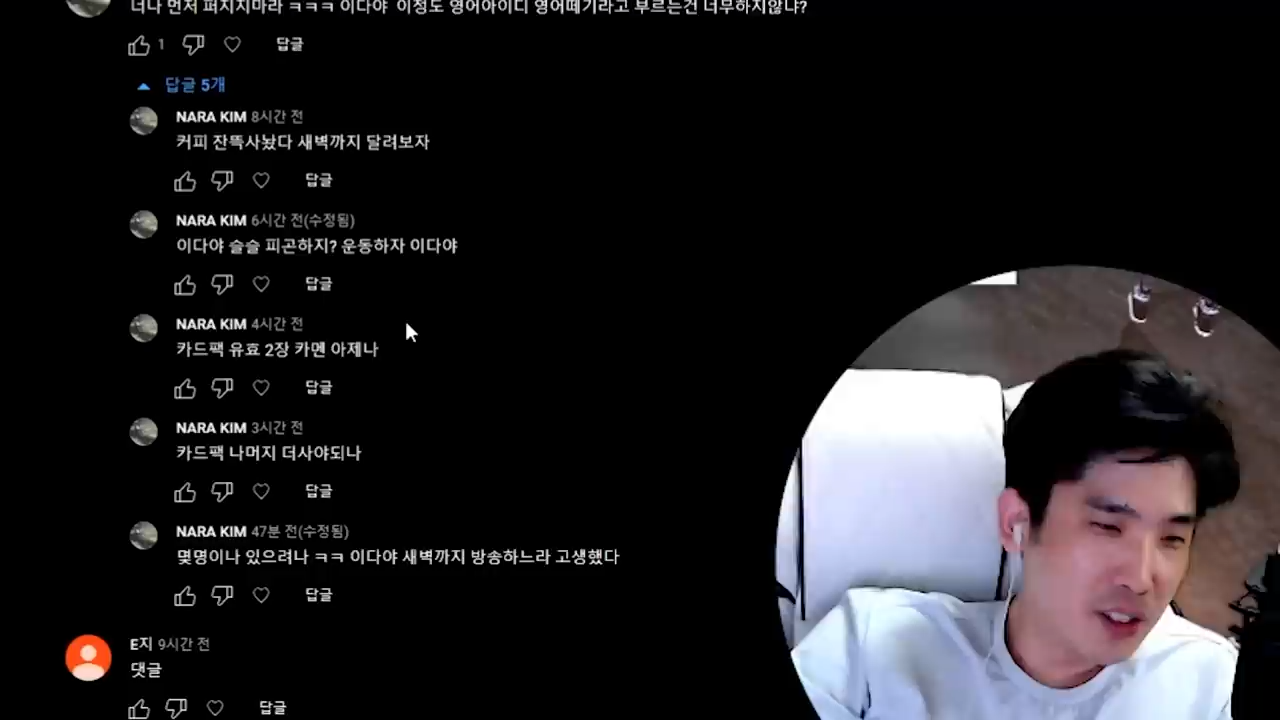 너나 먼저 퍼지지마라 ㅋㅋㅋ 이다야 이정도 영어아이디 영어떼기라고 부르는건 너무하지않냐?
1 답글
답글 5개
NARA KIM 8시간 전
커피 잔뜩사놨다 새벽까지 달려보자
답글
NARA KIM 6시간 전(수정됨)
이다야 슬슬 피곤하지? 운동하자 이다야
답글
NARA KIM 4시간 전
카드팩 유효 2장 카멘 아제나
답글
NARA KIM 3시간 전
카드팩 나머지 더사야되나
답글
NARA KIM 47분 전(수정됨)
몇명이나 있으려나 ㅋㅋ 이다야 새벽까지 방송하느라 고생했다
답글
E지 9시간 전
댓글
답글